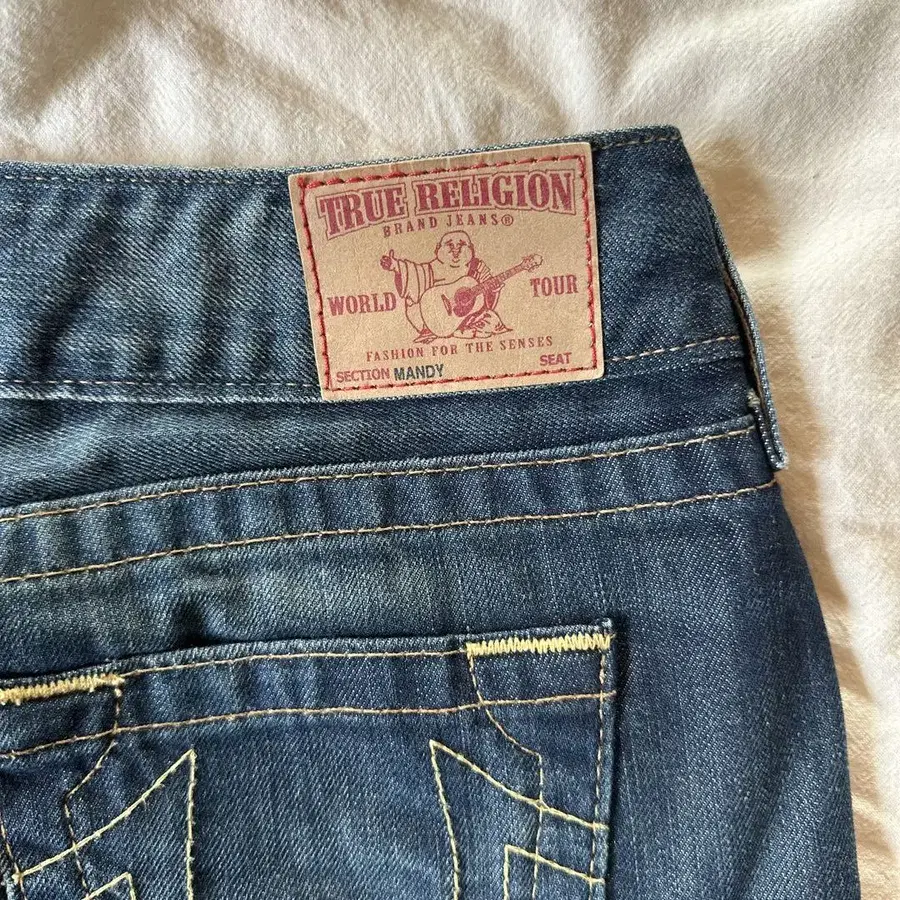 TRUE RELIGION
BRAND JEANS®
WORLD TOUR
FASHION FOR THE SENSES
SECTION MANDY SEAT